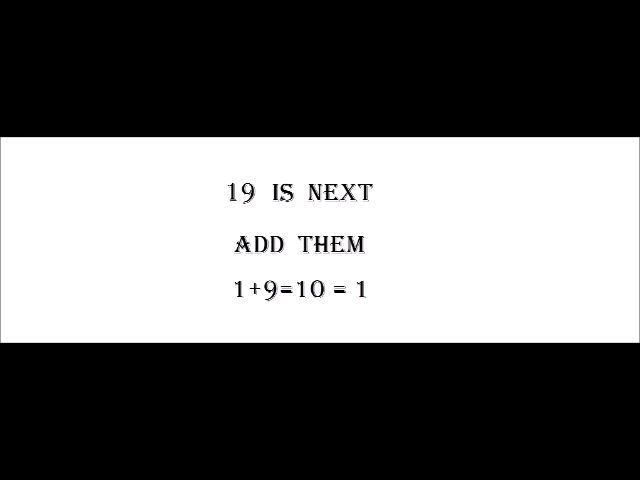 19 IS NEXT
ADD THEM
1+9=10 = 1